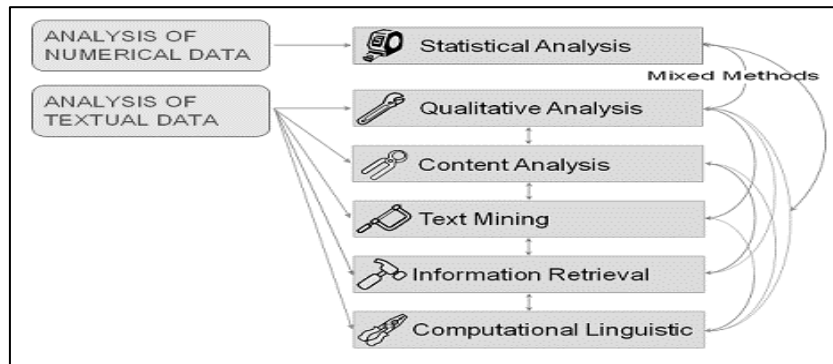 ANALYSIS OF
NUMERICAL DATA
Statistical Analysis
Mixed Methods
ANALYSIS OF
TEXTUAL DATA
Qualitative Analysis
Content Analysis
Text Mining
Information Retrieval
Computational Linguistic